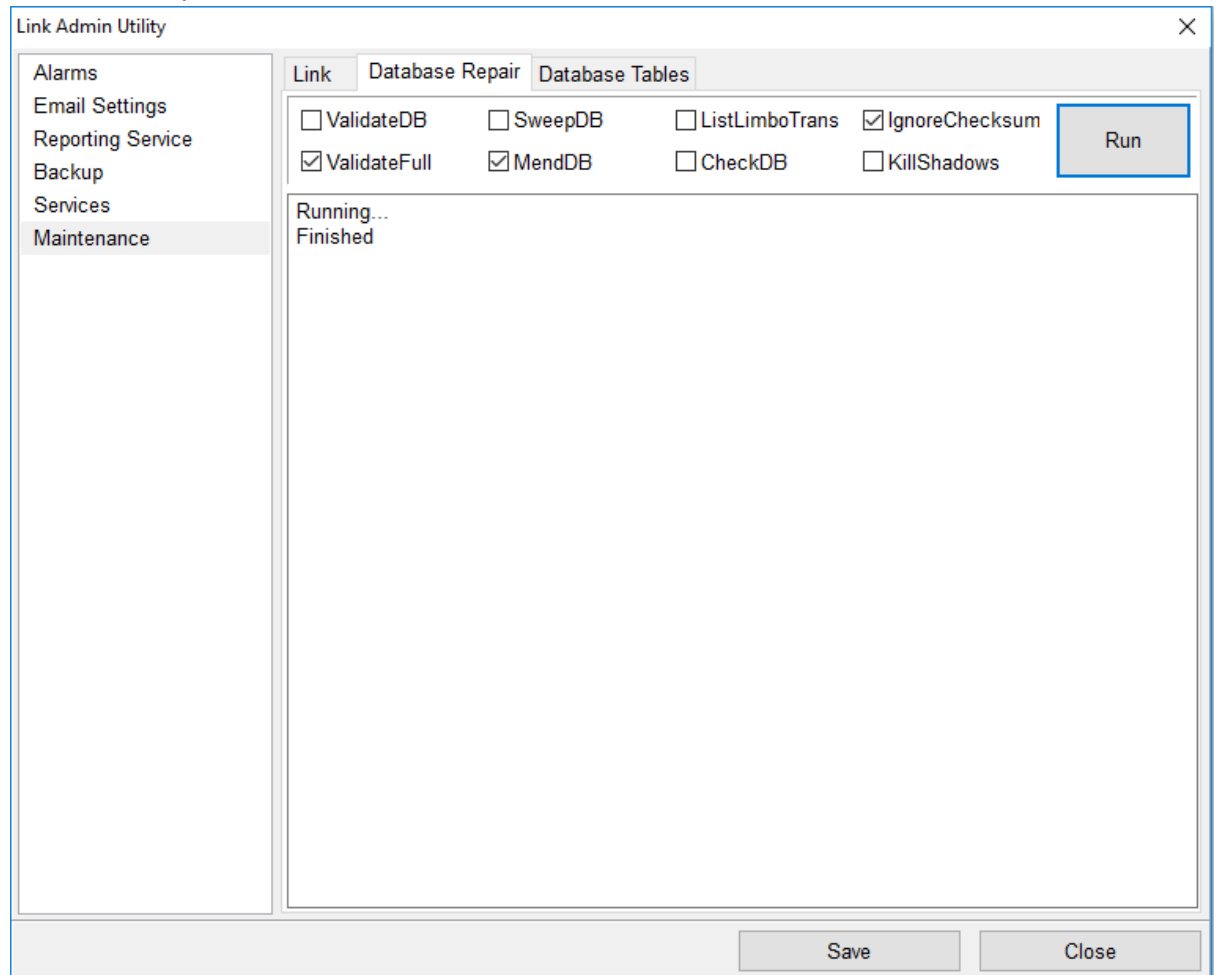 Link Admin Utility
Alarms
Email Settings
Reporting Service
Backup
Services
Maintenance
Link Database Repair Database Tables
ValidateDB SweepDB ListLimboTrans IgnoreChecksum
ValidateFull MendDB CheckDB KillShadows
Run
Running...
Finished
Save Close